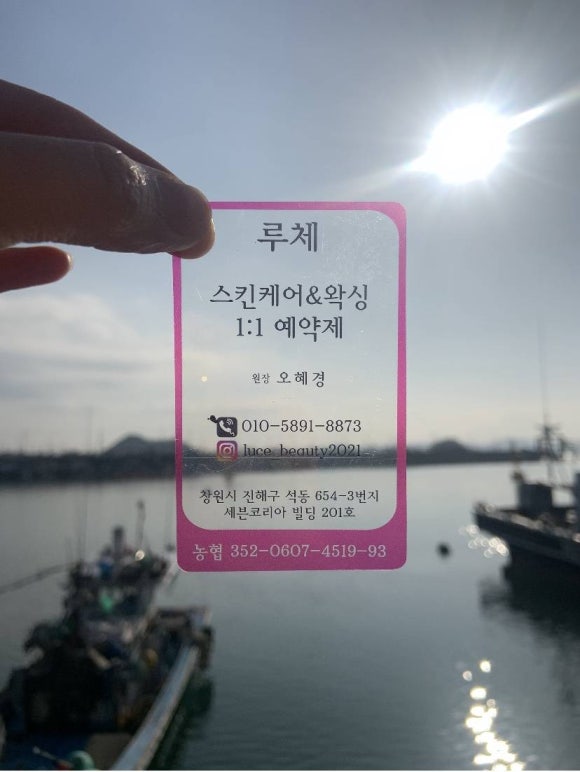 루체
스킨케어&왁싱
1:1 예약제
원장 오혜경
010-5891-8873
luce_beauty2021
창원시 진해구 석동 654-3번지
세븐코리아 빌딩 201호
농협 352-0607-4519-93